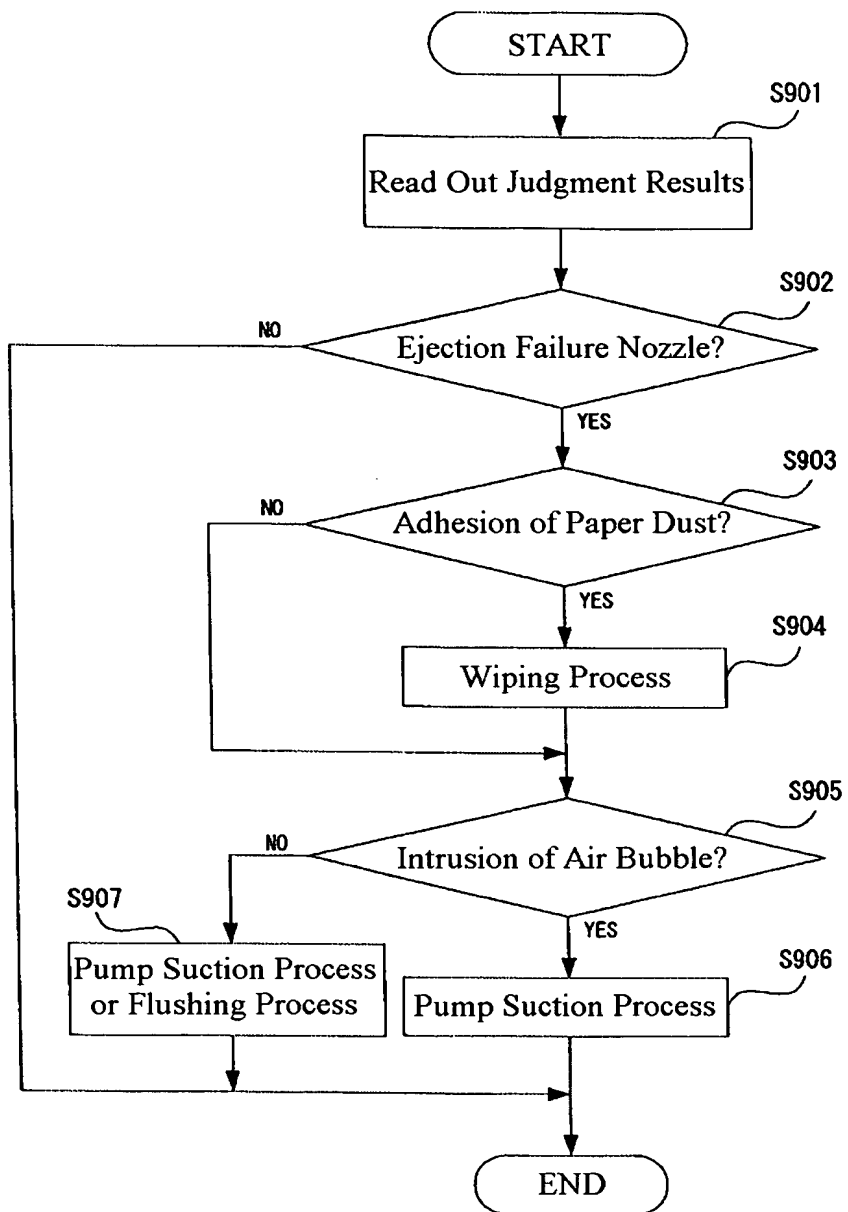 START
S901
Read Out Judgment Results
S902
NO
Ejection Failure Nozzle?
YES
S903
NO
Adhesion of Paper Dust?
YES
S904
Wiping Process
S905
NO
Intrusion of Air Bubble?
S907
YES
S906
Pump Suction Process
or Flushing Process
Pump Suction Process
END